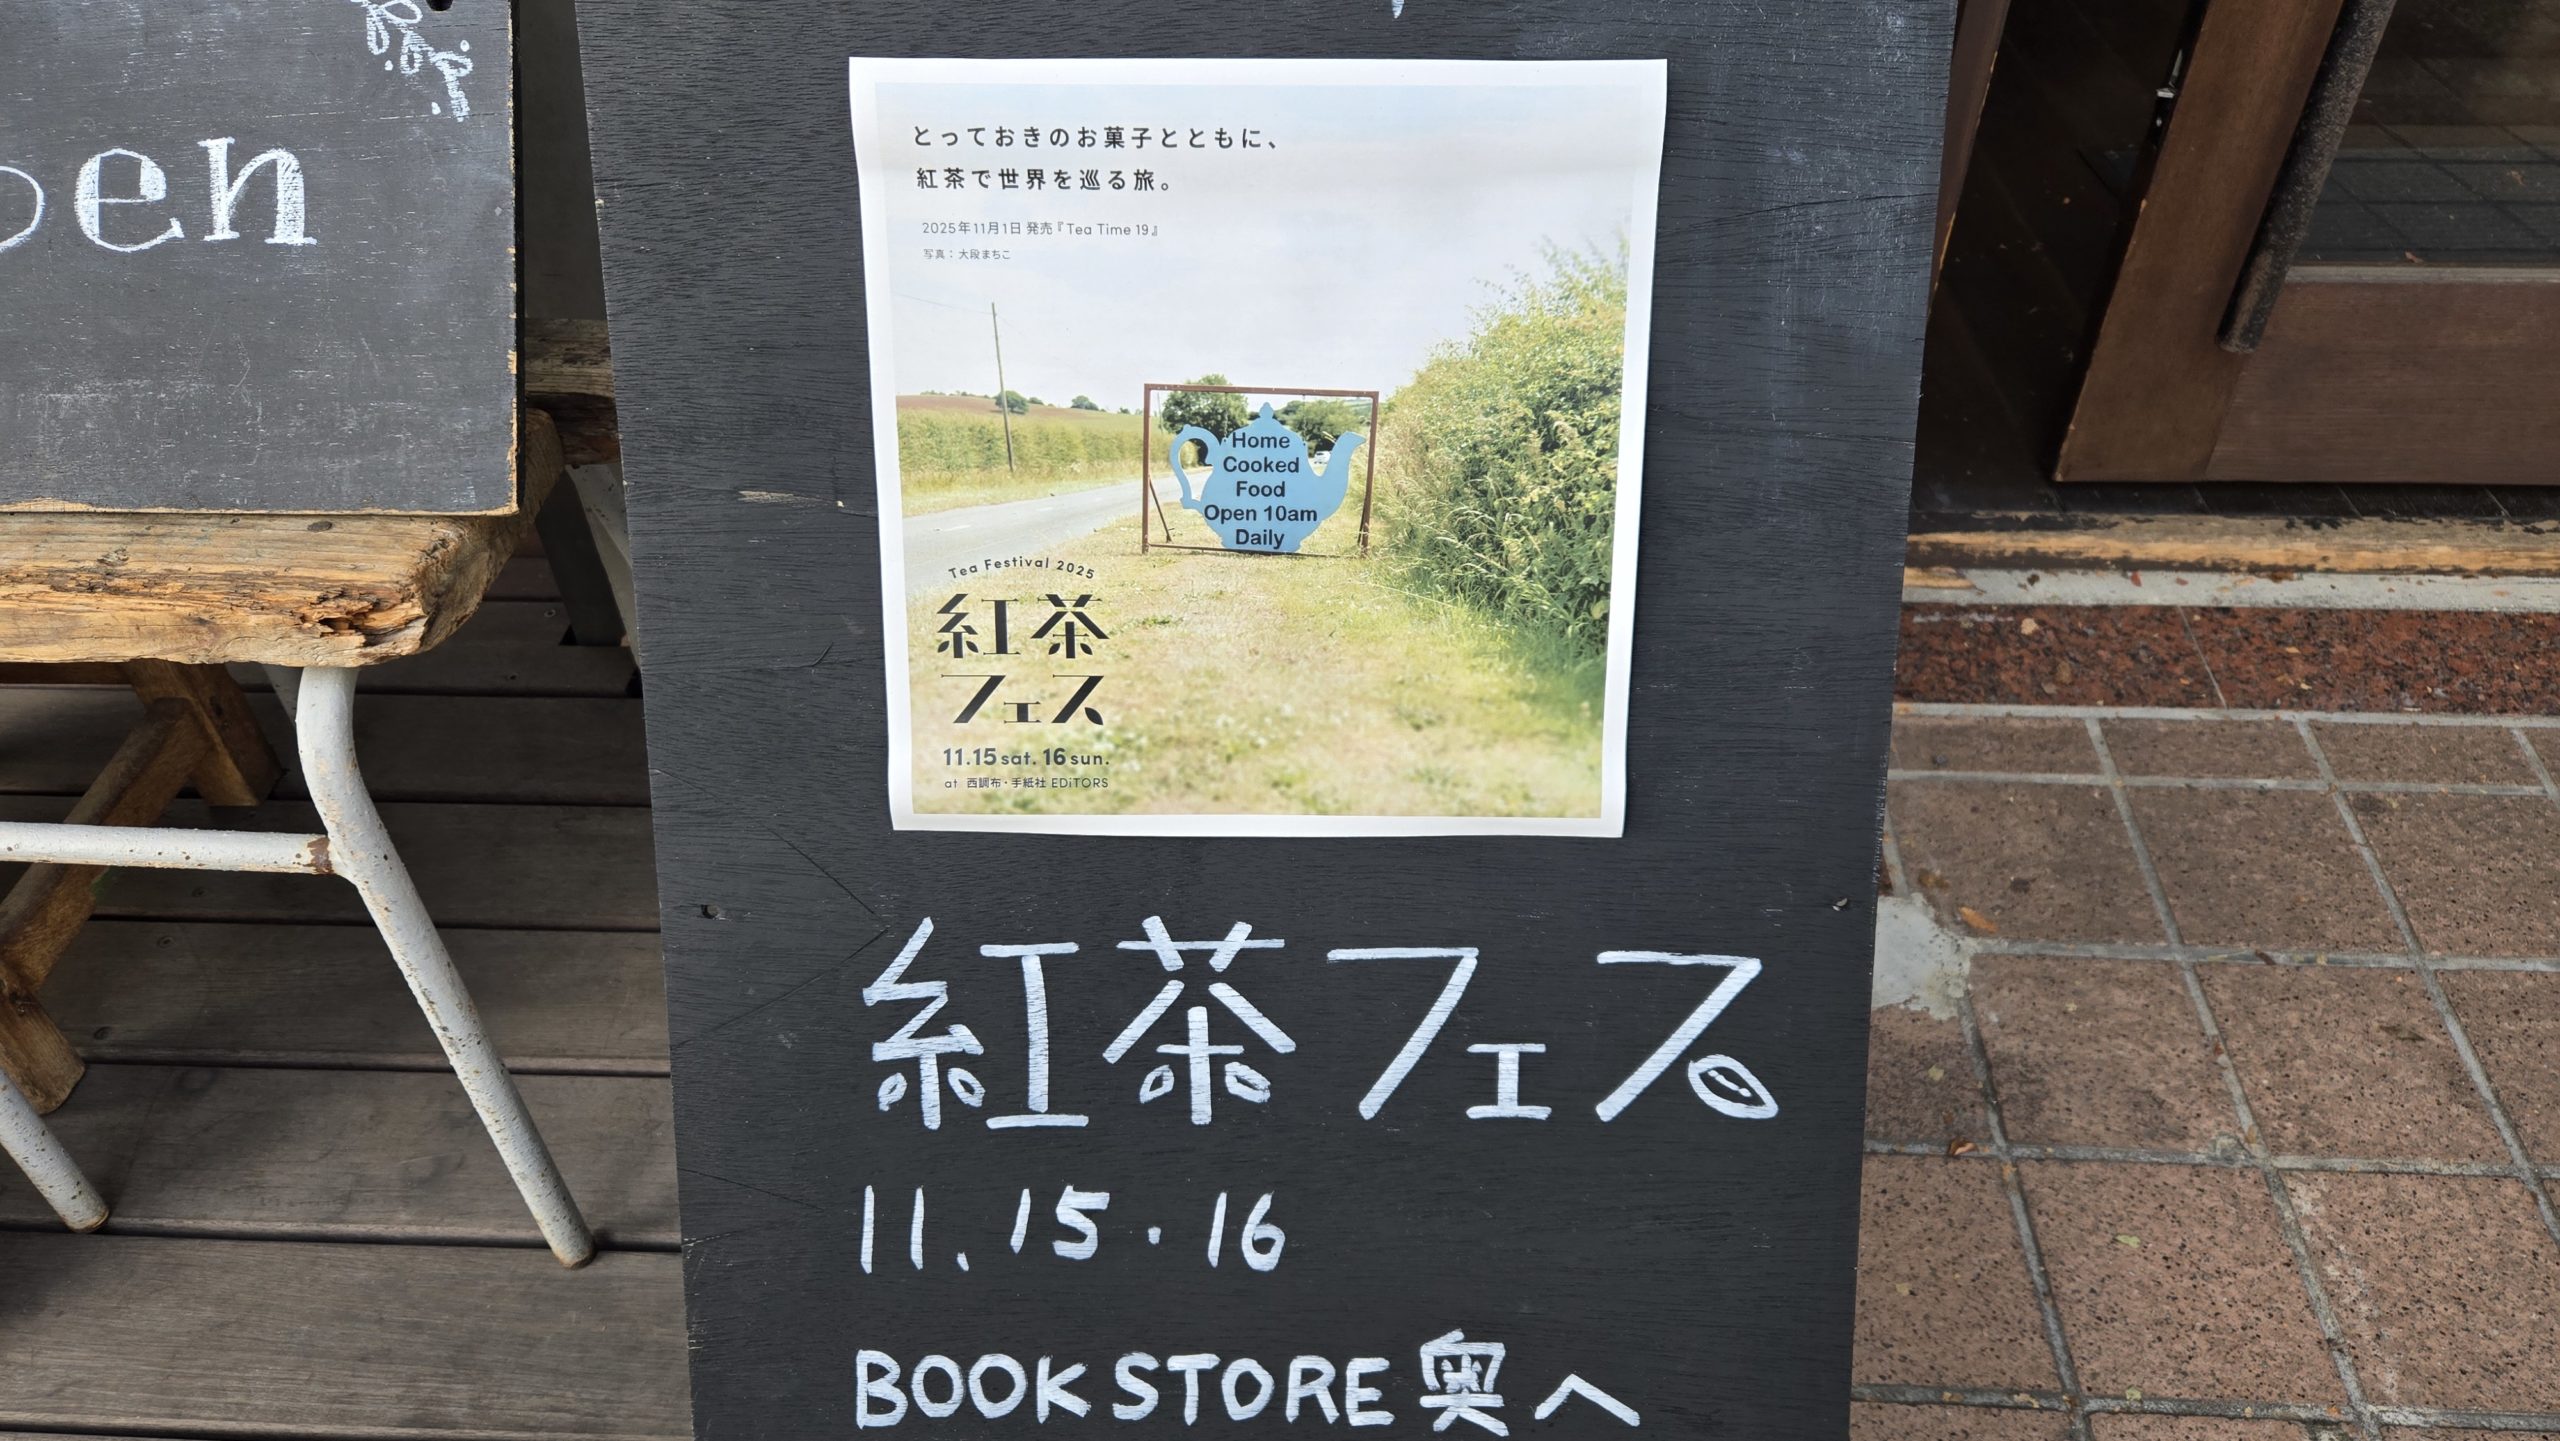 pen
とっておきのお菓子とともに、
紅茶で世界を巡る旅。
2025年11月1日 発売『Tea Time 19』
写真：大段まちこ
Home
Cooked
Food
Open 10am
Daily
Tea Festival 2025
紅茶
フェス
11.15 sat. 16 sun.
at 西調布・手紙社 EDiTORS
紅茶フェス
11.15・16
BOOK STORE 奥へ